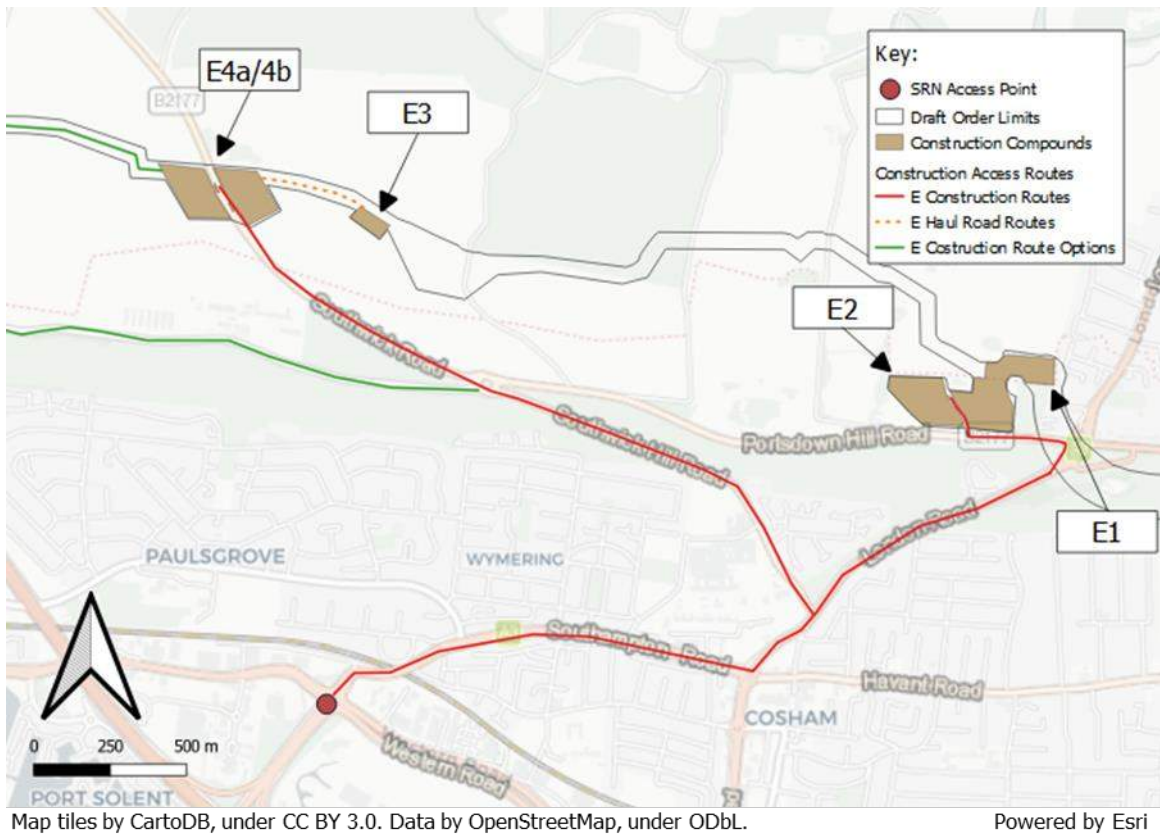 E4a/4b
B2177
E3
Key:
SRN Access Point
Draft Order Limits
Construction Compounds
Construction Access Routes
E Construction Routes
E Haul Road Routes
E Costruction Route Options
E2
Southwick Road
Southwick Hill Road
Portsdown Hill Road
B2177
London Road
E1
PAULSGROVE
WYMERING
Southampton Road
Havant Road
COSHAM
Western Road
0 250 500 m
PORT SOLENT
Map tiles by CartoDB, under CC BY 3.0. Data by OpenStreetMap, under ODbL.
Powered by Esri